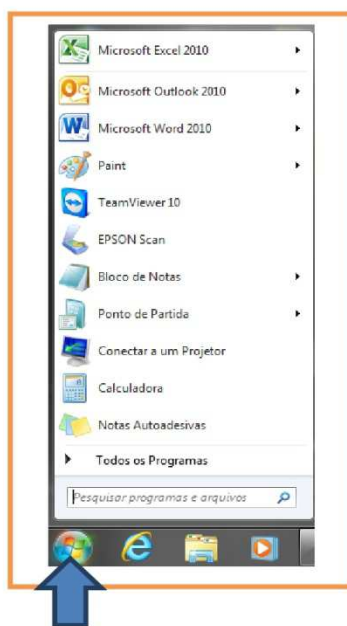 Microsoft Excel 2010
Microsoft Outlook 2010
Microsoft Word 2010
Paint
TeamViewer 10
EPSON Scan
Bloco de Notas
Ponto de Partida
Conectar a um Projetor
Calculadora
Notas Autoadesivas
Todos os Programas
Pesquisar programas e arquivos